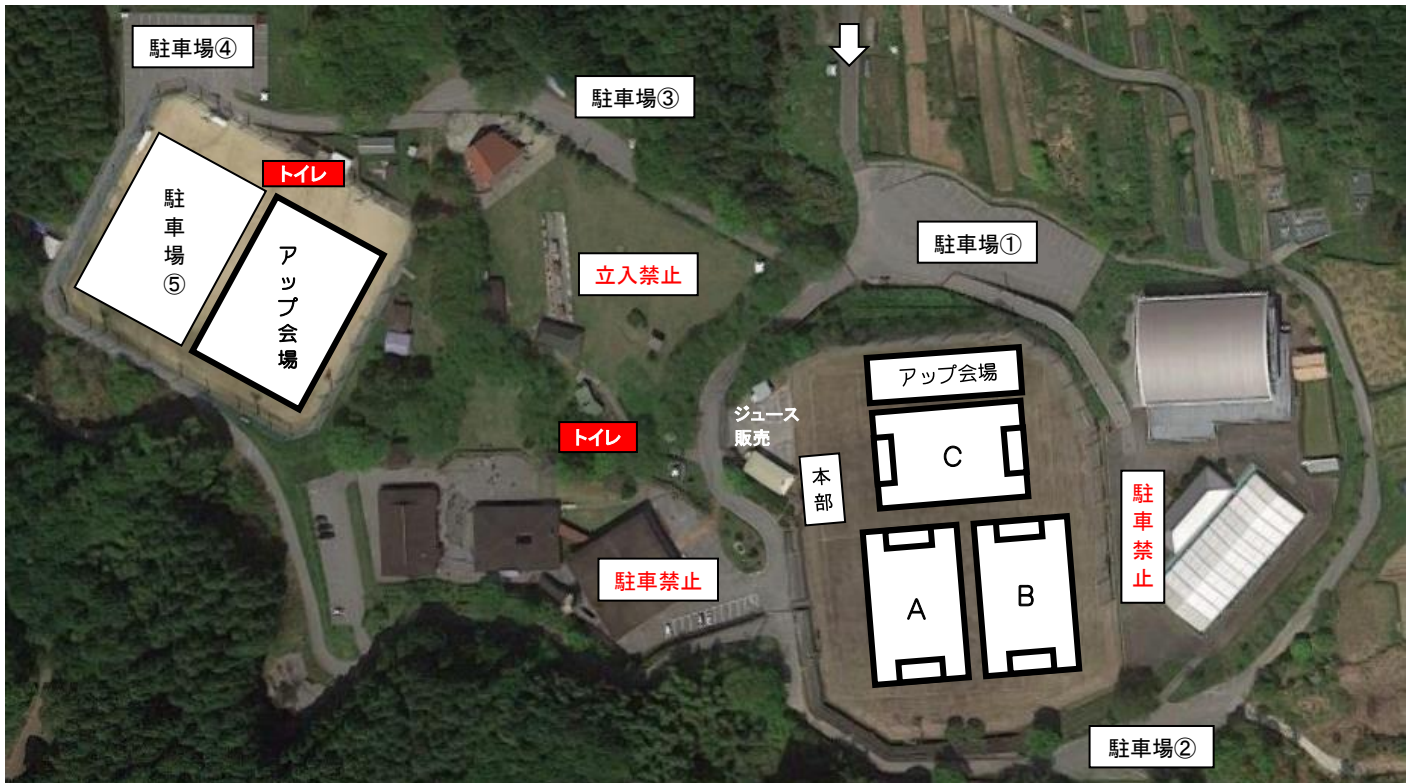 駐車場④
駐車場③
トイレ
駐車場⑤
アップ会場
立入禁止
駐車場①
アップ会場
ジュース
販売
トイレ
C
本部
駐車禁止
駐車禁止
A
B
駐車場②